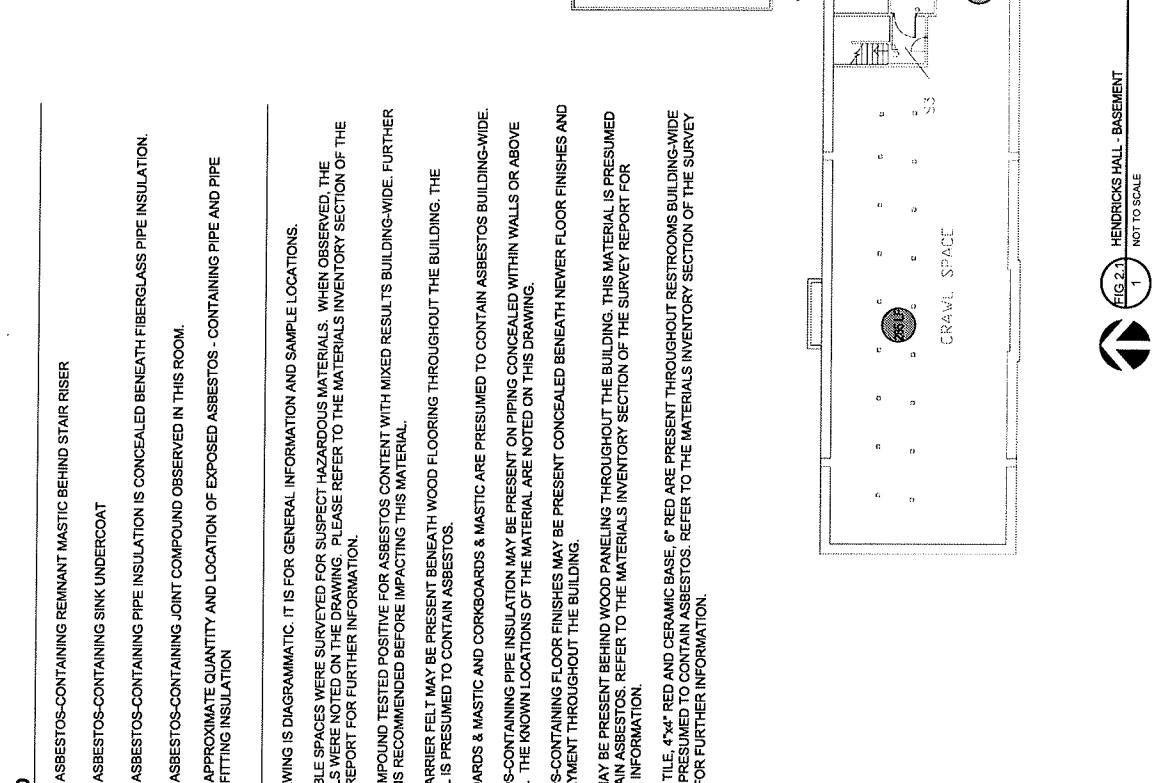 ASBESTOS-CONTAINING REMNANT MASTIC BEHIND STAIR RISER
ASBESTOS-CONTAINING SINK UNDERCOAT
ASBESTOS-CONTAINING PIPE INSULATION IS CONCEALED BENEATH FIBERGLASS PIPE INSULATION.
ASBESTOS-CONTAINING JOINT COMPOUND OBSERVED IN THIS ROOM.
APPROXIMATE QUANTITY AND LOCATION OF EXPOSED ASBESTOS - CONTAINING PIPE AND PIPE
FITTING INSULATION
WING IS DIAGRAMMATIC. IT IS FOR GENERAL INFORMATION AND SAMPLE LOCATIONS.
BLE SPACES WERE SURVEYED FOR SUSPECT HAZARDOUS MATERIALS. WHEN OBSERVED, THE
LS WERE NOTED ON THE DRAWING. PLEASE REFER TO THE MATERIALS INVENTORY SECTION OF THE
REPORT FOR FURTHER INFORMATION.
MPOUND TESTED POSITIVE FOR ASBESTOS CONTENT WITH MIXED RESULTS BUILDING-WIDE. FURTHER
IS RECOMMENDED BEFORE IMPACTING THIS MATERIAL.
ARRIER FELT MAY BE PRESENT BENEATH WOOD FLOORING THROUGHOUT THE BUILDING. THE
L IS PRESUMED TO CONTAIN ASBESTOS.
ARDS & MASTIC AND CORKBOARDS & MASTIC ARE PRESUMED TO CONTAIN ASBESTOS BUILDING-WIDE.
S-CONTAINING PIPE INSULATION MAY BE PRESENT ON PIPING CONCEALED WITHIN WALLS OR ABOVE
. THE KNOWN LOCATIONS OF THE MATERIAL ARE NOTED ON THIS DRAWING.
S-CONTAINING FLOOR FINISHES MAY BE PRESENT CONCEALED BENEATH NEWER FLOOR FINISHES AND
YMENT THROUGHOUT THE BUILDING.
MAY BE PRESENT BEHIND WOOD PANELING THROUGHOUT THE BUILDING. THIS MATERIAL IS PRESUMED
AIN ASBESTOS. REFER TO THE MATERIALS INVENTORY SECTION OF THE SURVEY REPORT FOR
INFORMATION.
TILE, 4"x4" RED AND CERAMIC BASE, 6" RED ARE PRESENT THROUGHOUT RESTROOMS BUILDING-WIDE
PRESUMED TO CONTAIN ASBESTOS. REFER TO THE MATERIALS INVENTORY SECTION OF THE SURVEY
FOR FURTHER INFORMATION.
CRAWL SPACE
S3
FIG 2.1
1
HENDRICKS HALL - BASEMENT
NOT TO SCALE